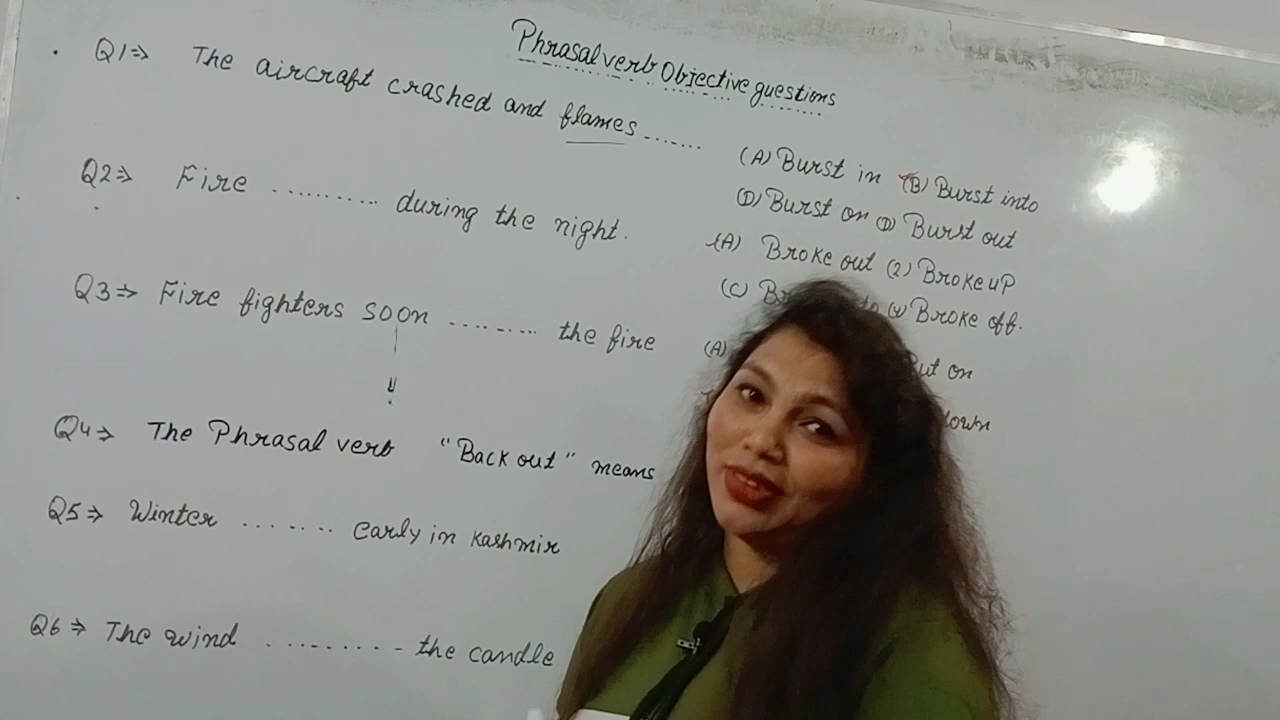 Phrasal verb Objective questions
Q1⇒ The aircraft crashed and flames.......
(A) Burst in (B) Burst into
(D) Burst on (D) Burst out
Q2⇒ Fire .......... during the night.
(A) Broke out (2) Broke up
(C) (4) Broke off.
Q3⇒ Fire fighters soon ........ the fire
(A) on
Q4⇒ The Phrasal verb "Back out" means
Q5⇒ Winter ....... early in Kashmir
Q6⇒ The wind ......... the candle